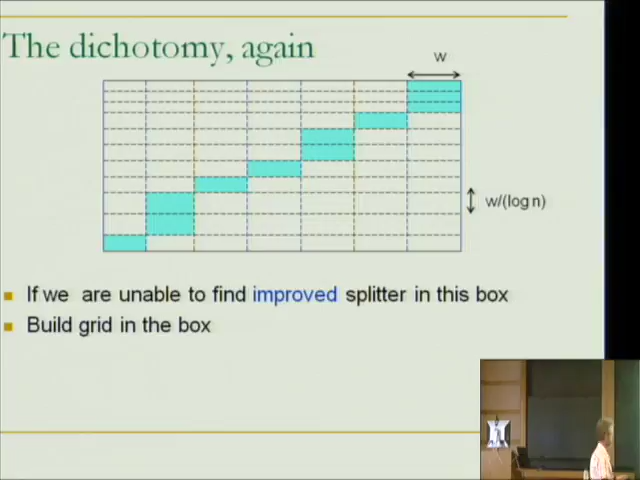 The dichotomy, again
w
w/(log n)
If we are unable to find improved splitter in this box
Build grid in the box